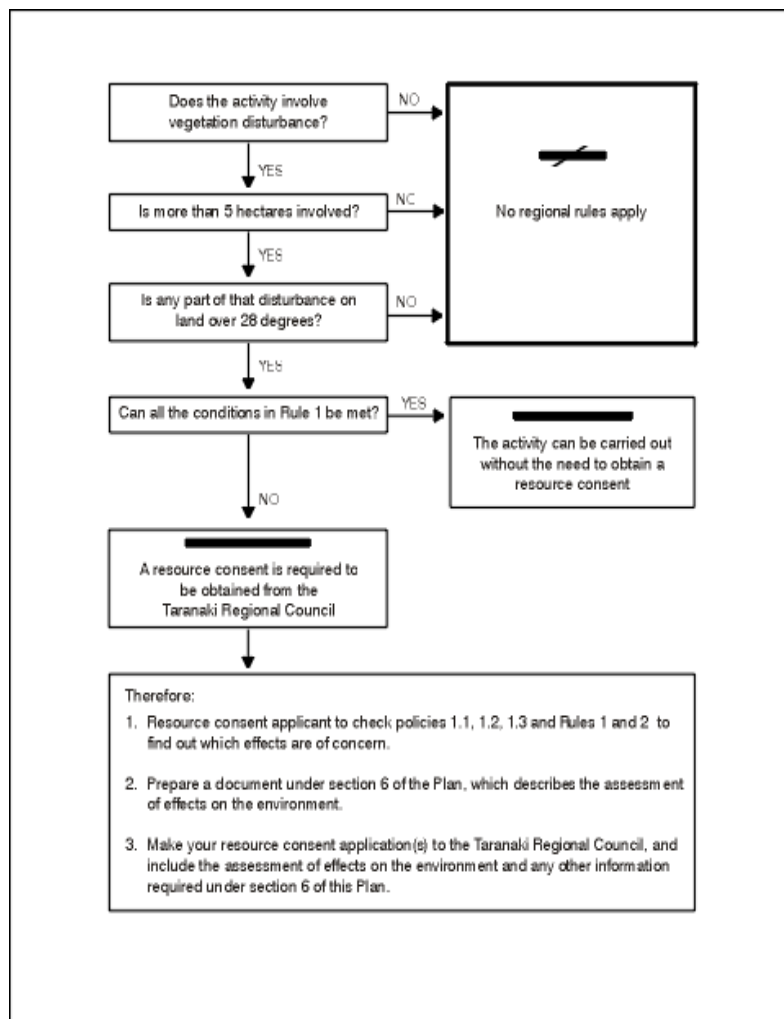 Does the activity involve
vegetation disturbance?
NO
YES
No regional rules apply
Is more than 5 hectares involved?
NO
YES
Is any part of that disturbance on
land over 28 degrees?
NO
YES
Can all the conditions in Rule 1 be met?
YES
The activity can be carried out
without the need to obtain a
resource consent
NO
A resource consent is required to
be obtained from the
Taranaki Regional Council
Therefore:
1. Resource consent applicant to check policies 1.1, 1.2, 1.3 and Rules 1 and 2 to
find out which effects are of concern.
2. Prepare a document under section 6 of the Plan, which describes the assessment
of effects on the environment.
3. Make your resource consent application(s) to the Taranaki Regional Council, and
include the assessment of effects on the environment and any other information
required under section 6 of this Plan.